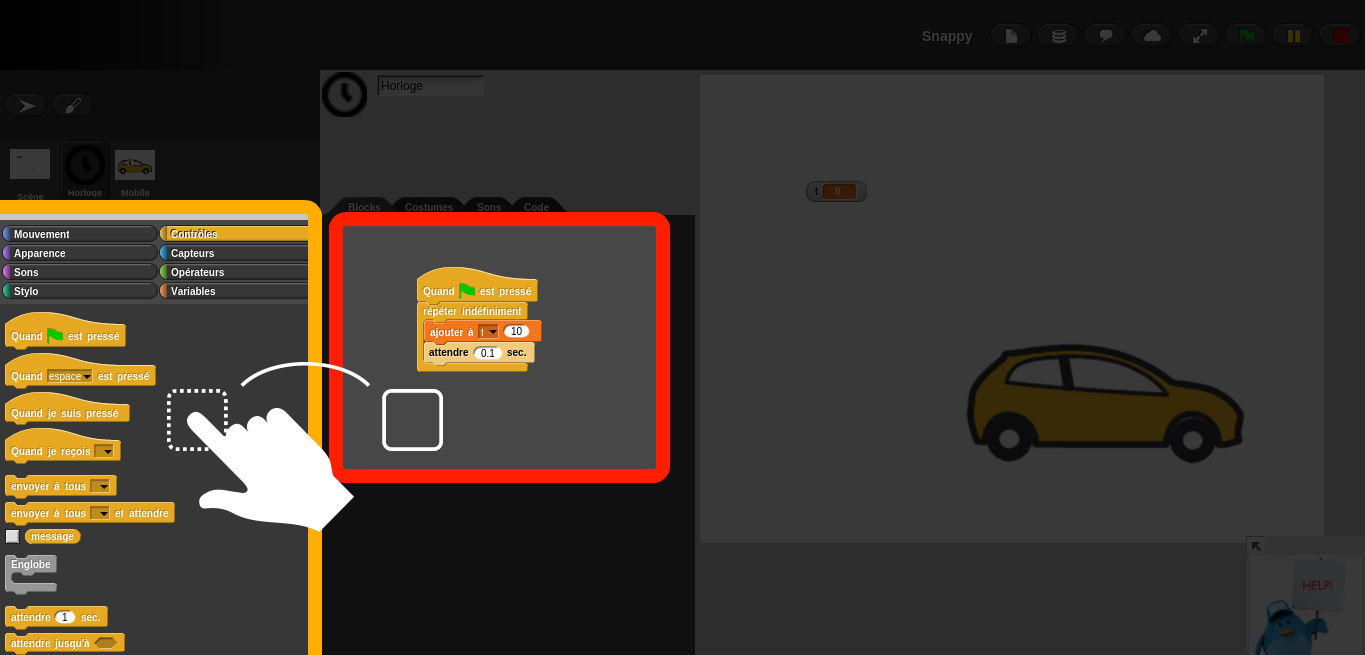 Snappy
Horloge
Scène
Horloge
Mobile
Blocks
Costumes
Sons
Code
t 0
Mouvement
Contrôles
Apparence
Capteurs
Sons
Opérateurs
Stylo
Variables
Quand est pressé
Quand espace est pressé
Quand je suis pressé
Quand je reçois
envoyer à tous
envoyer à tous et attendre
message
Englobe
attendre 1 sec.
attendre jusqu'à
Quand est pressé
répéter indéfiniment
ajouter à t 10
attendre 0.1 sec.
HELP!